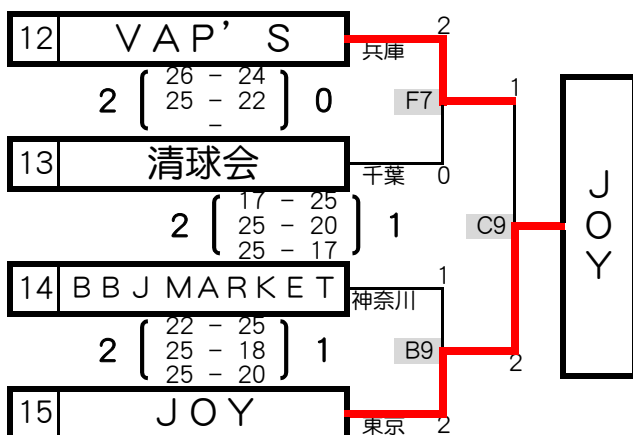 12 VAP'S 兵庫 2
2 26 - 24 0
25 - 22
-
F7 1
13 清球会 千葉 0
2 17 - 25 1
25 - 20
25 - 17
C9
JOY
14 BBJ MARKET 神奈川 1
2 22 - 25 1
25 - 18
25 - 20
B9 2
15 JOY 東京 2